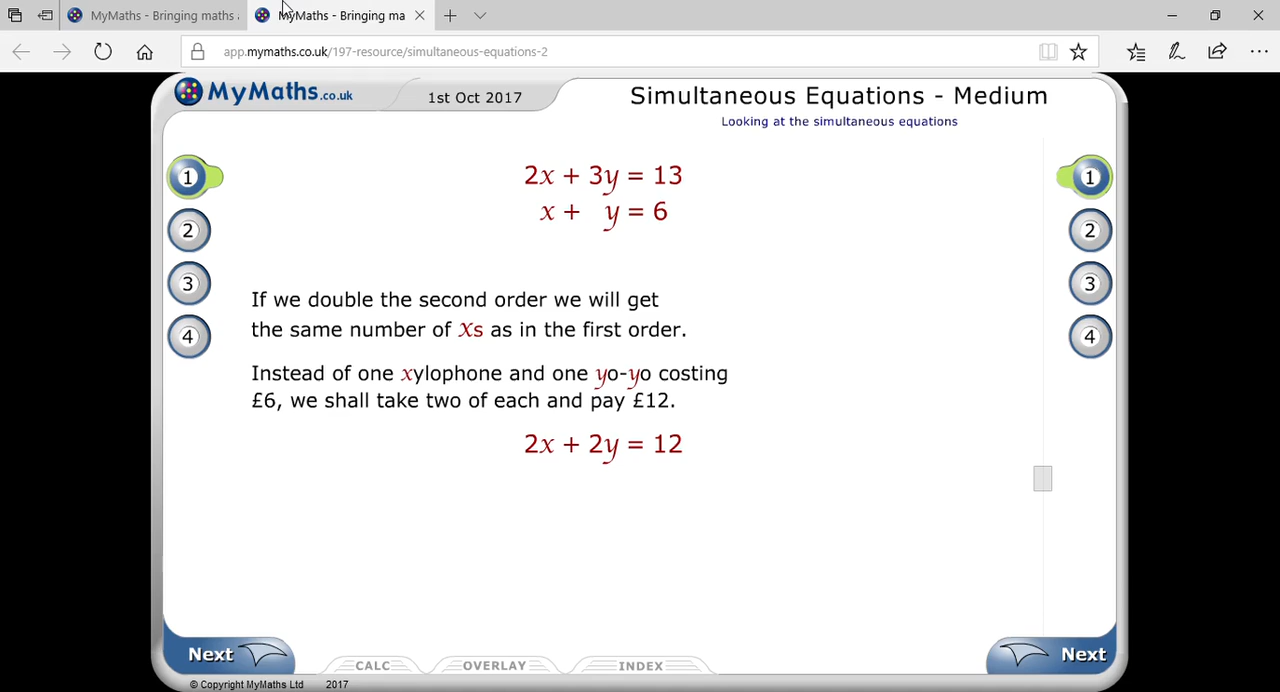 MyMaths - Bringing maths
MyMaths - Bringing ma
app.mymaths.co.uk/197-resource/simultaneous-equations-2
MyMaths.co.uk
1st Oct 2017
Simultaneous Equations - Medium
Looking at the simultaneous equations
2x + 3y = 13
x + y = 6
1
2
3
4
1
2
3
4
If we double the second order we will get
the same number of xs as in the first order.
Instead of one xylophone and one yo-yo costing
£6, we shall take two of each and pay £12.
2x + 2y = 12
Next
CALC
OVERLAY
INDEX
Next
© Copyright MyMaths Ltd 2017